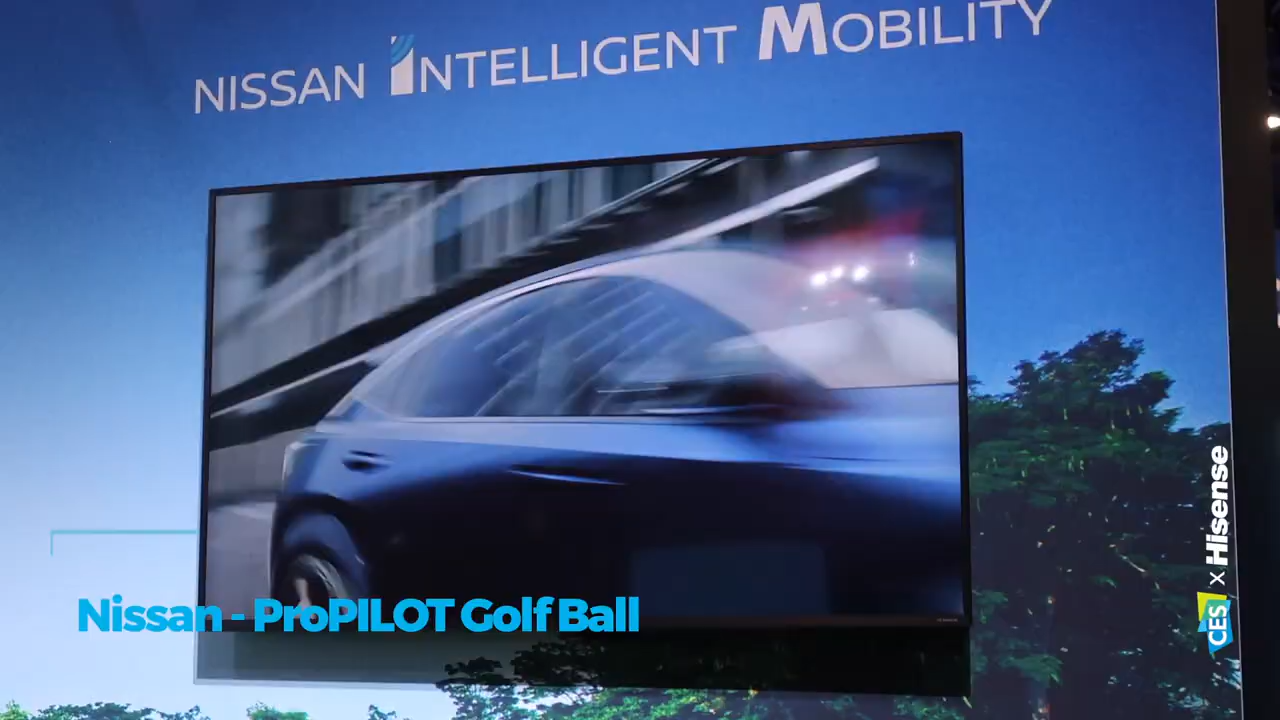 NISSAN INTELLIGENT MOBILITY
Nissan - ProPILOT Golf Ball
CES x Hisense